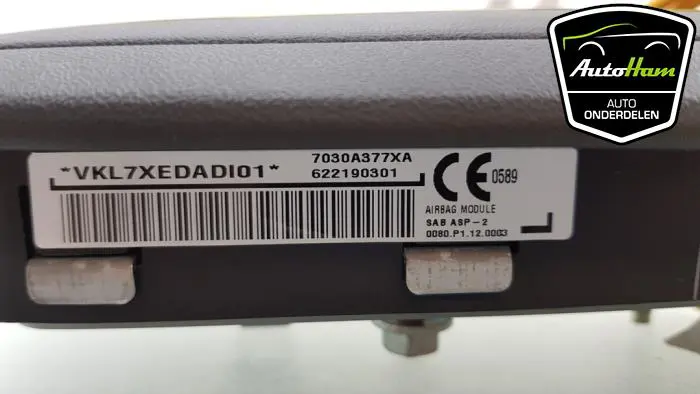 AutoHam
AUTO
ONDERDELEN
*VKL7XEDADI01*
7030A377XA
622190301
CE 0589
AIRBAG MODULE
SAB ASP-2
0080.P1.12.0003